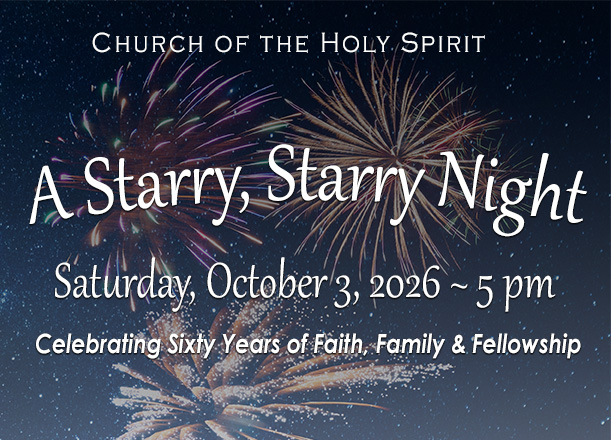 Church of the Holy Spirit
A Starry, Starry Night
Saturday, October 3, 2026 ~ 5 pm
Celebrating Sixty Years of Faith, Family & Fellowship